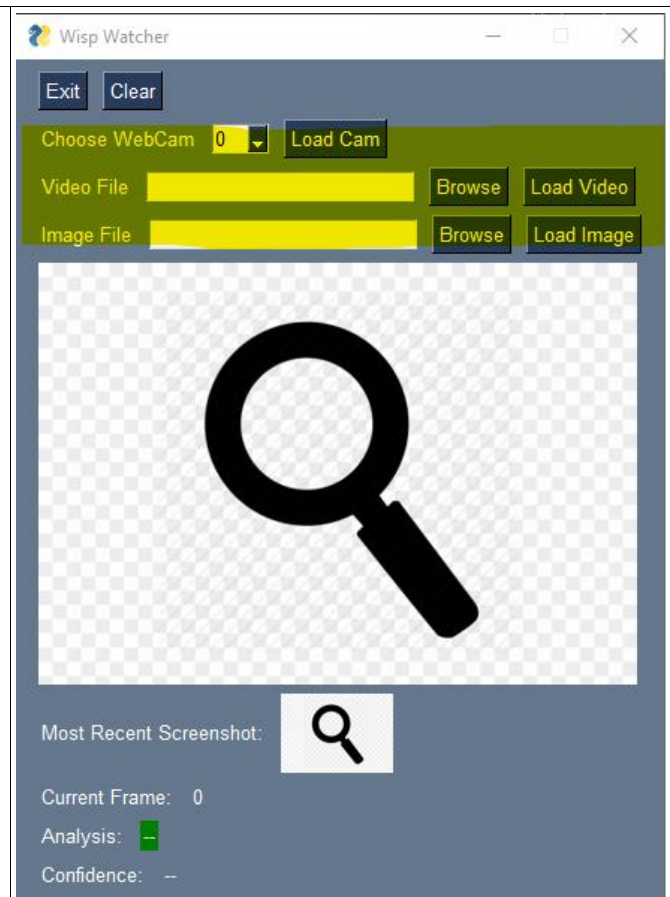 Wisp Watcher
Exit Clear
Choose WebCam 0 Load Cam
Video File Browse Load Video
Image File Browse Load Image
Most Recent Screenshot:
Current Frame: 0
Analysis: --
Confidence: --